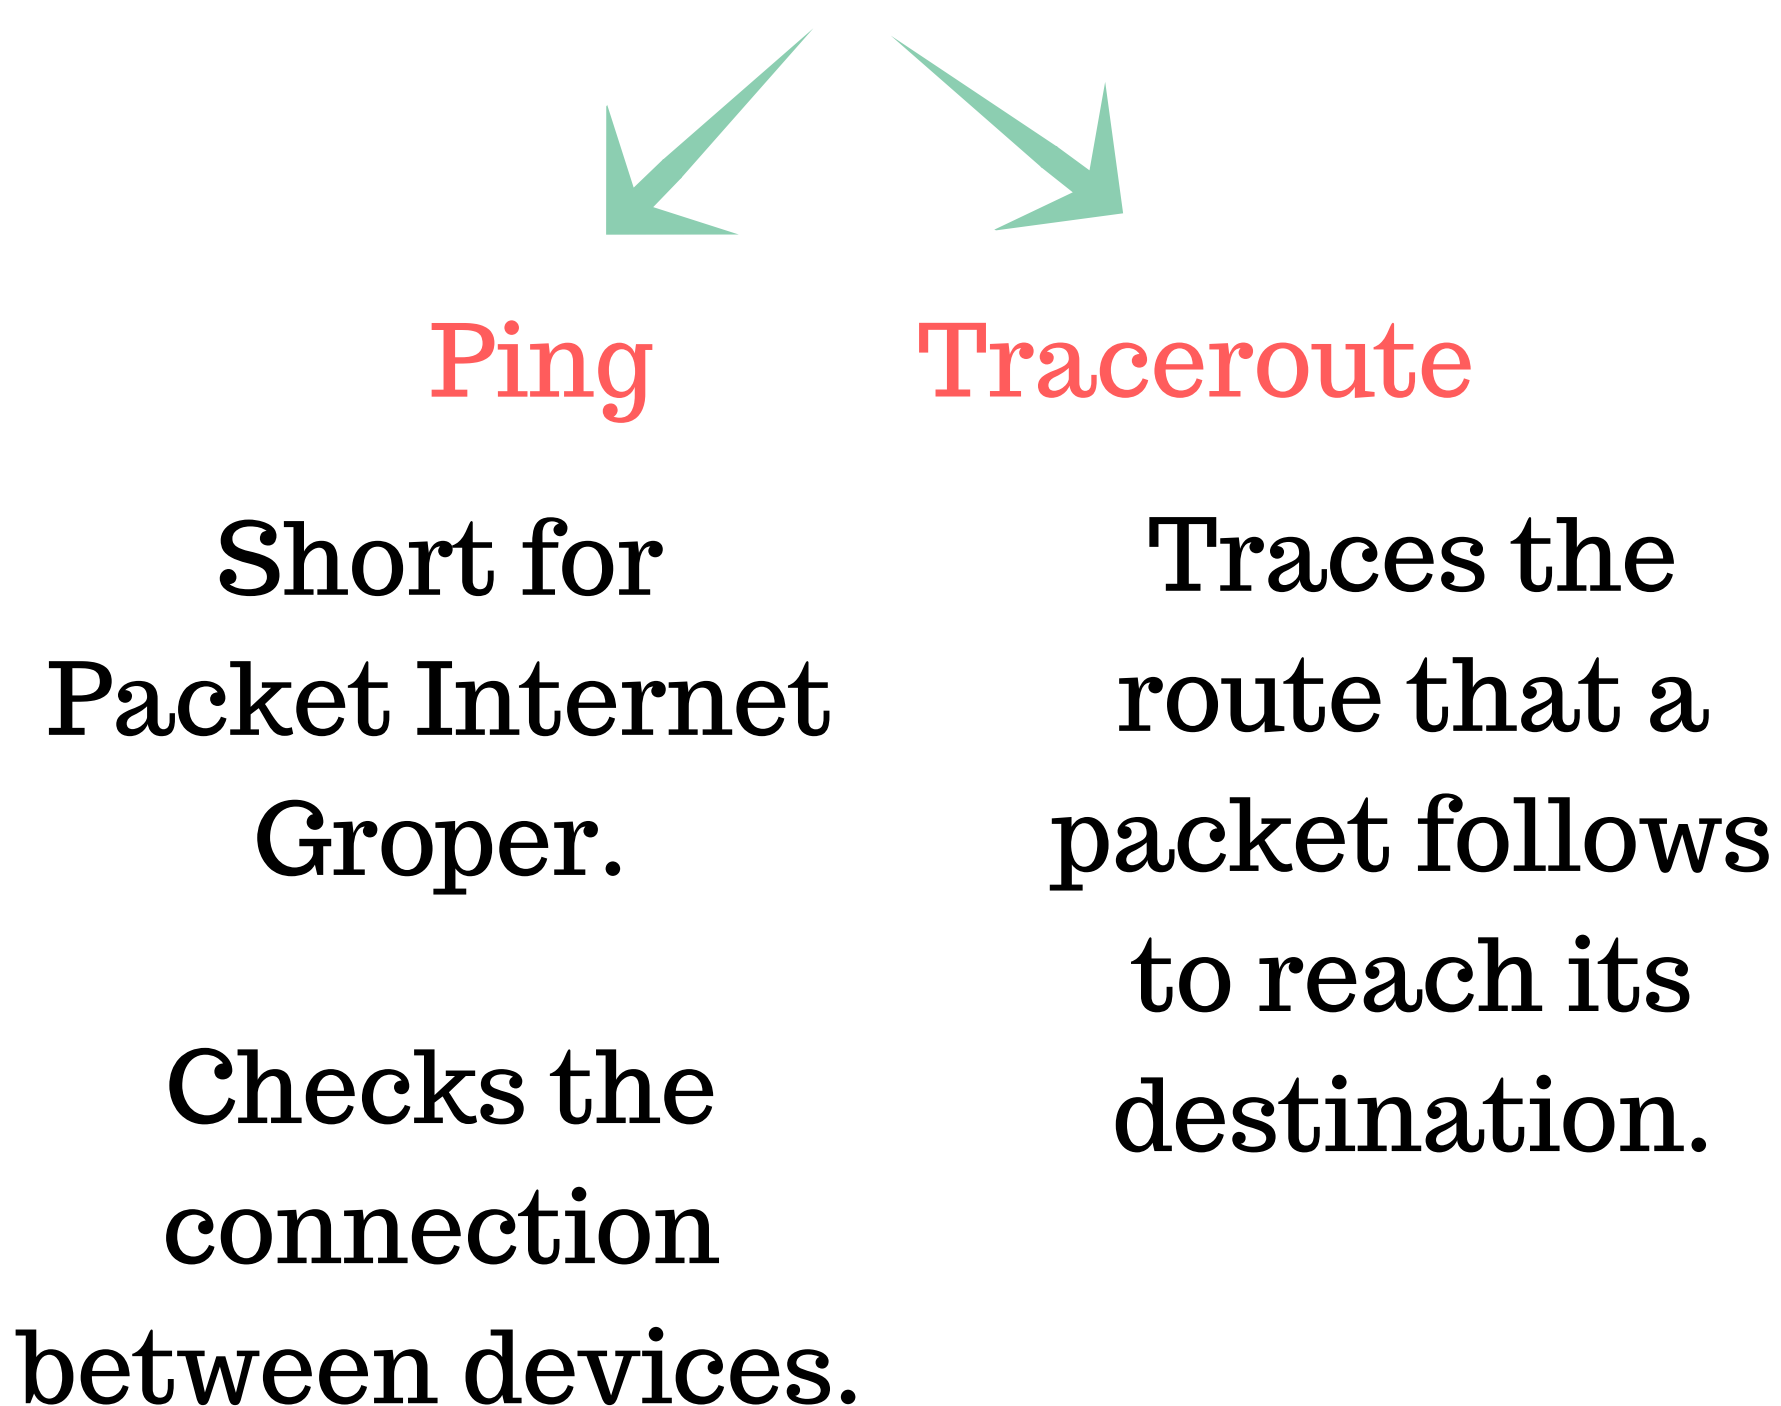 Ping
Short for
Packet Internet
Groper.
Checks the
connection
between devices.
Traceroute
Traces the
route that a
packet follows
to reach its
destination.